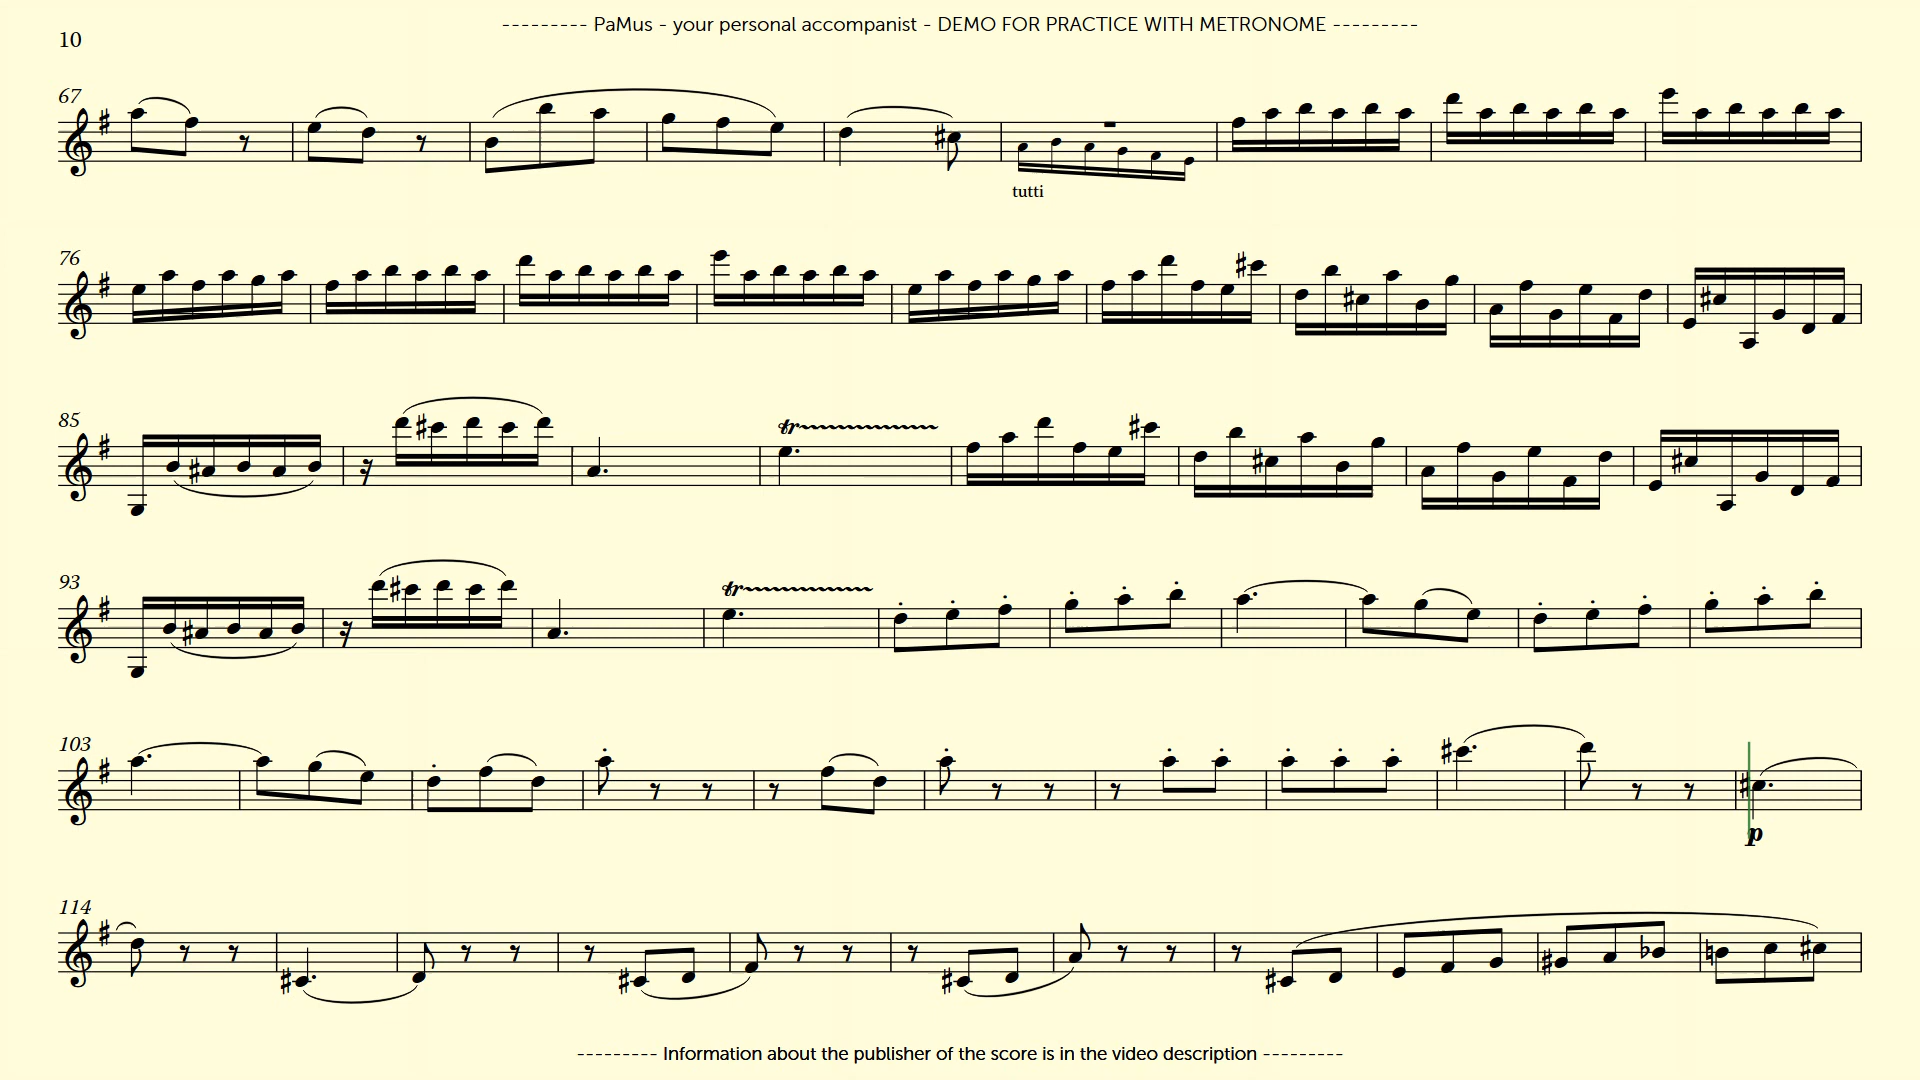 --------- PaMus - your personal accompanist - DEMO FOR PRACTICE WITH METRONOME ---------
10
67
tutti
76
85
tr
93
tr
103
p
114
--------- Information about the publisher of the score is in the video description ---------